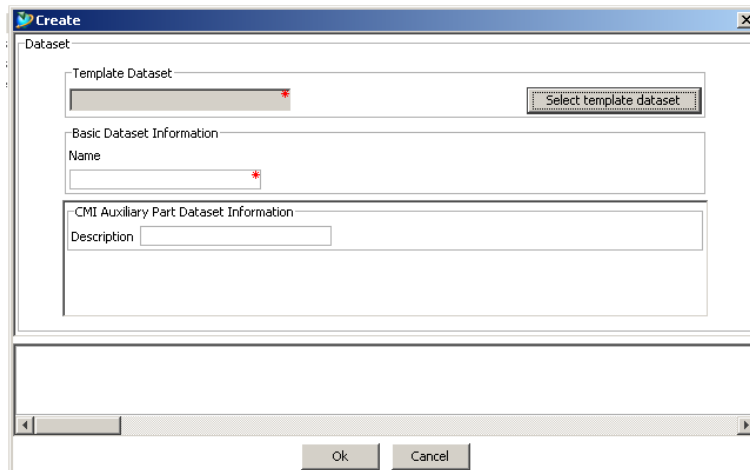 Create
Dataset
Template Dataset
*
Select template dataset
Basic Dataset Information
Name
*
CMI Auxiliary Part Dataset Information
Description
Ok
Cancel